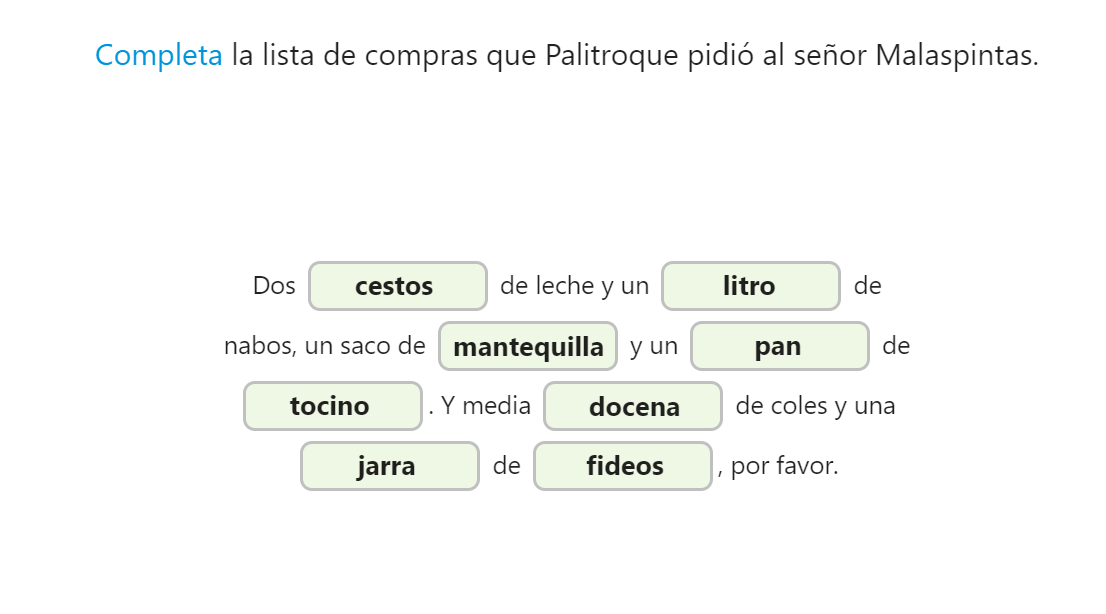 Completa la lista de compras que Palitroque pidió al señor Malaspintas.
Dos cestos de leche y un litro de
nabos, un saco de mantequilla y un pan de
tocino . Y media docena de coles y una
jarra de fideos , por favor.